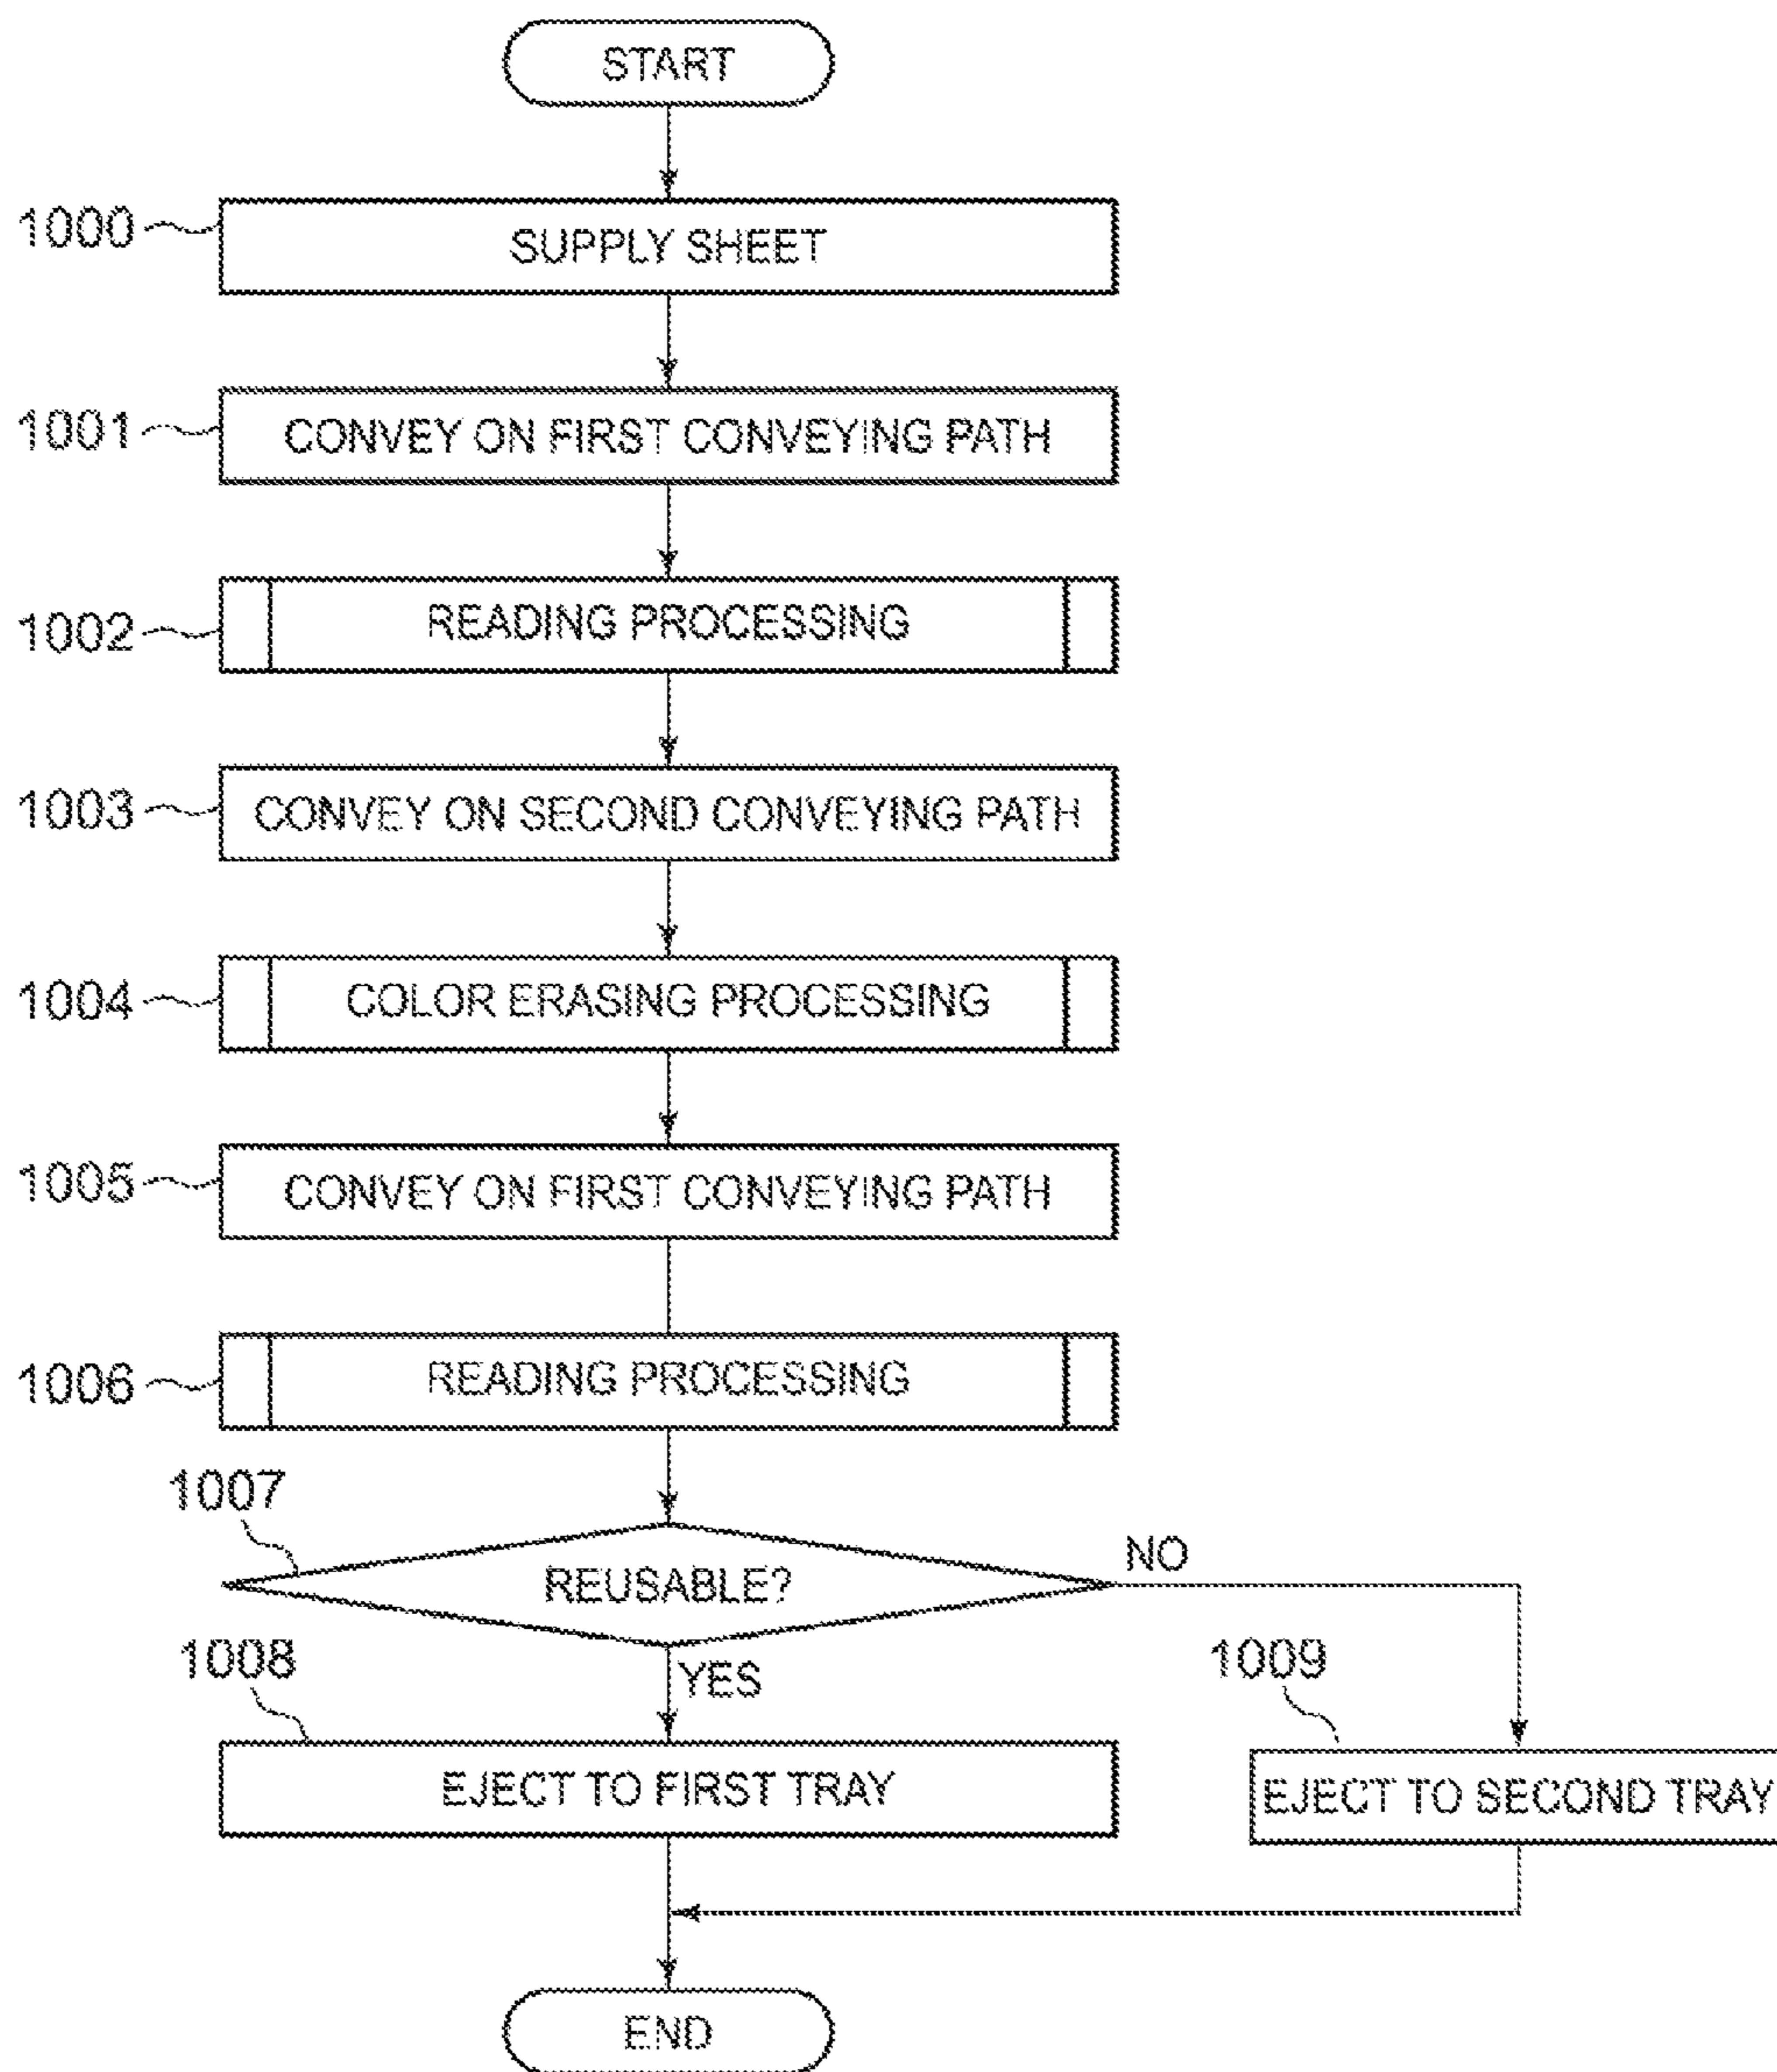 START
1000
SUPPLY SHEET
1001
CONVEY ON FIRST CONVEYING PATH
1002
READING PROCESSING
1003
CONVEY ON SECOND CONVEYING PATH
1004
COLOR ERASING PROCESSING
1005
CONVEY ON FIRST CONVEYING PATH
1006
READING PROCESSING
1007
REUSABLE?
NO
YES
1008
EJECT TO FIRST TRAY
1009
EJECT TO SECOND TRAY
END